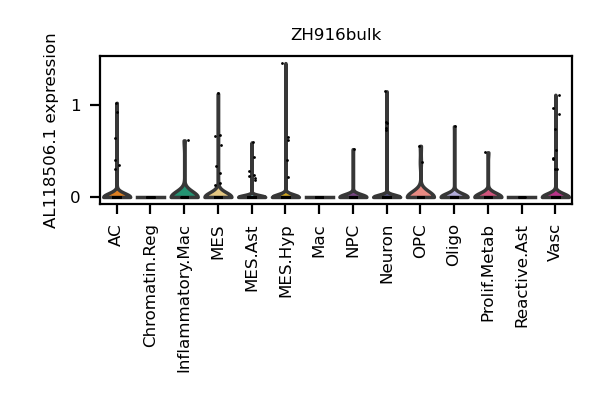 ZH916bulk
AL118506.1 expression
1
0
AC
Chromatin.Reg
Inflammatory.Mac
MES
MES.Ast
MES.Hyp
Mac
NPC
Neuron
OPC
Oligo
Prolif.Metab
Reactive.Ast
Vasc